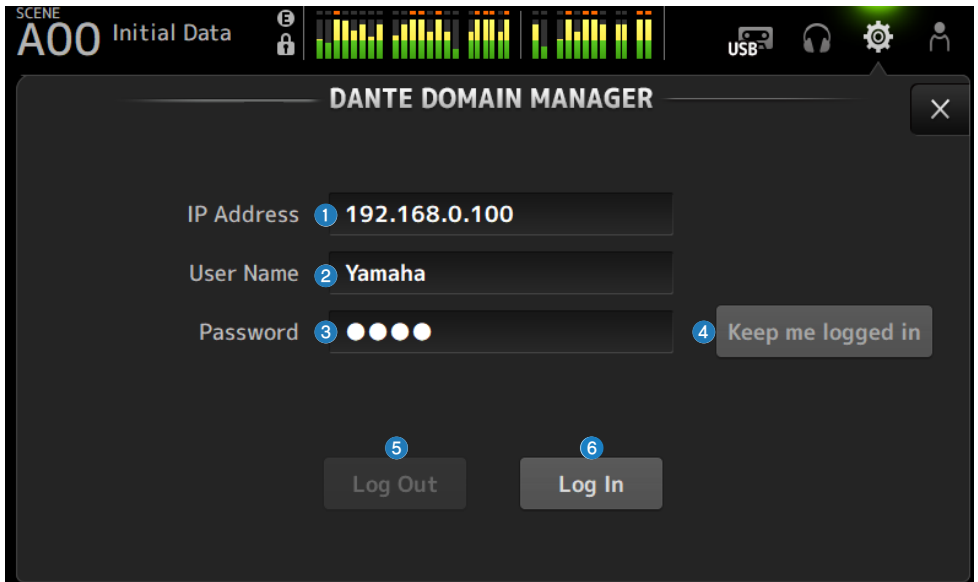 SCENE
A00 Initial Data E
USB
DANTE DOMAIN MANAGER
IP Address 1 192.168.0.100
User Name 2 Yamaha
Password 3 ●●●●
4 Keep me logged in
5 6
Log Out Log In